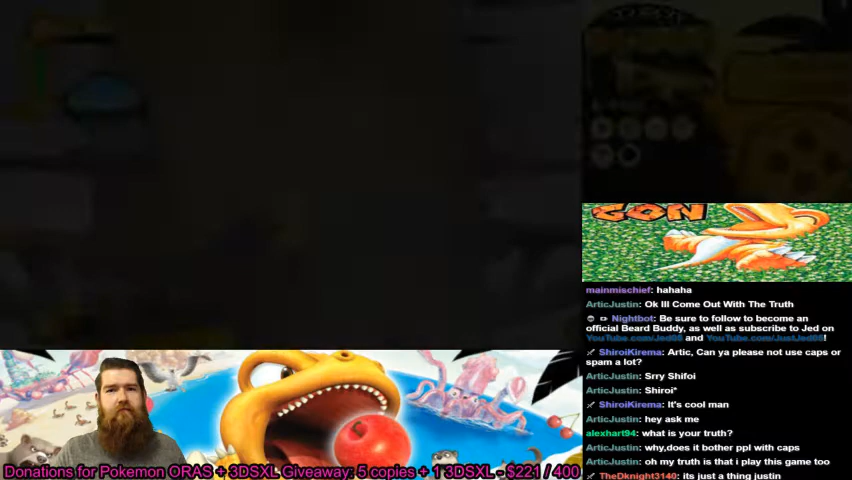 GON
mainmischief: hahaha
ArticJustin: Ok Ill Come Out With The Truth
Nightbot: Be sure to follow to become an
official Beard Buddy, as well as subscribe to Jed on
YouTube.com/Jed05 and YouTube.com/JustJed05!
ShiroiKirema: Artic, Can ya please not use caps or
spam a lot?
ArticJustin: Srry Shifoi
ArticJustin: Shiroi*
ShiroiKirema: It's cool man
ArticJustin: hey ask me
alexhart94: what is your truth?
ArticJustin: why,does it bother ppl with caps
ArticJustin: oh my truth is that i play this game too
TheDknight3140: its just a thing justin
Donations for Pokemon ORAS + 3DSXL Giveaway: 5 copies + 1 3DSXL - $221 / 400